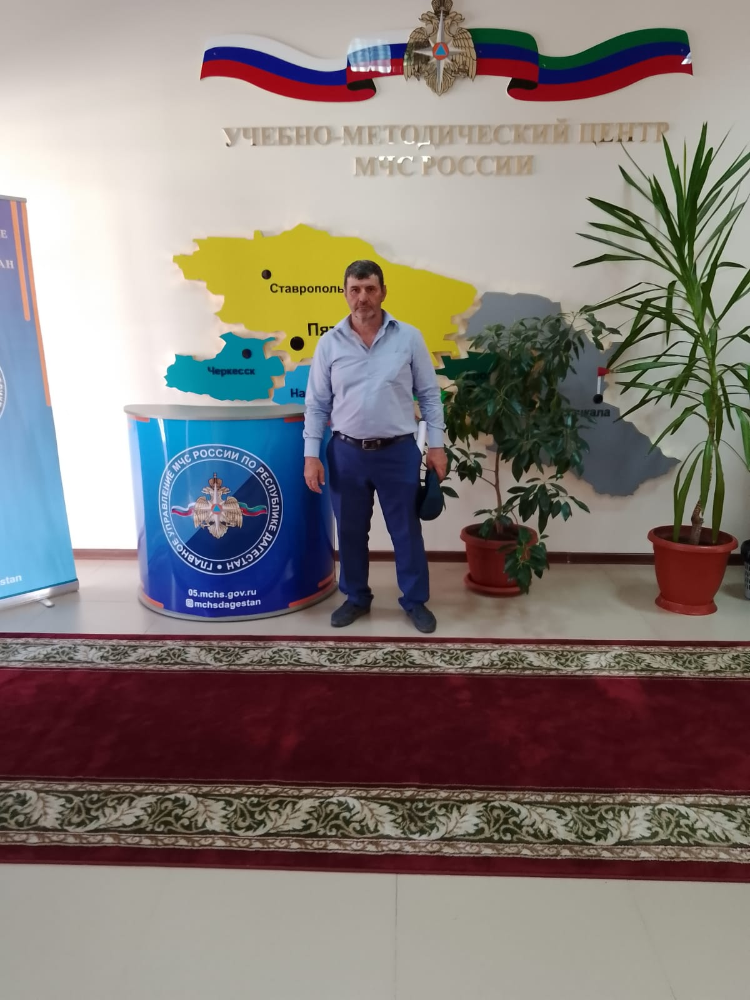 УЧЕБНО-МЕТОДИЧЕСКИЙ ЦЕНТР
МЧС РОССИИ
Ставрополь
Черкесск
ГЛАВНОЕ УПРАВЛЕНИЕ МЧС РОССИИ ПО РЕСПУБЛИКЕ ДАГЕСТАН
05.mchs.gov.ru
mchsdagestan